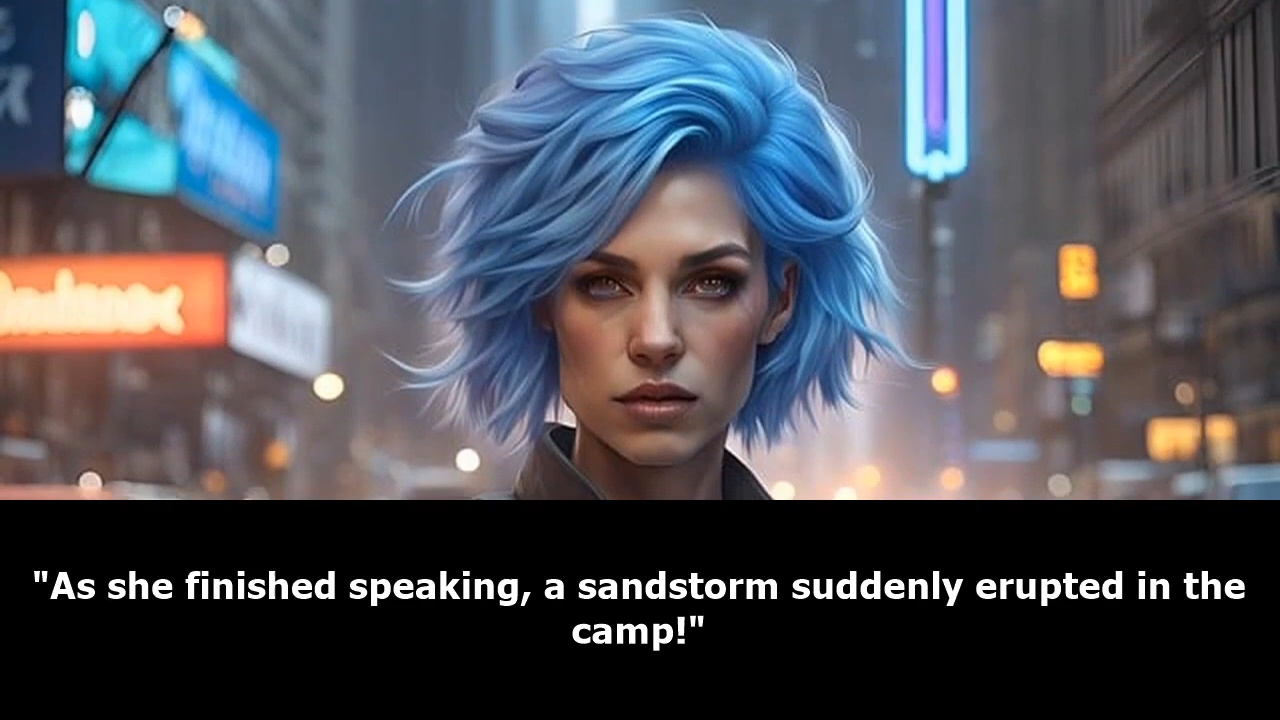 "As she finished speaking, a sandstorm suddenly erupted in the
camp!"